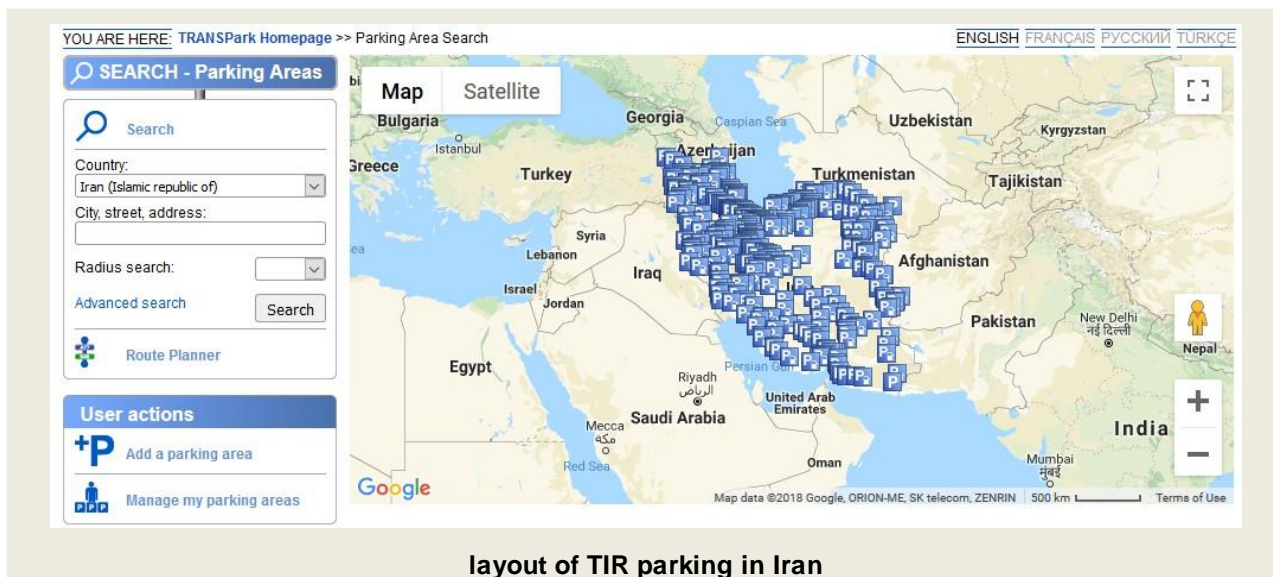 YOU ARE HERE: TRANSPark Homepage >> Parking Area Search
ENGLISH FRANÇAIS РУССКИЙ TÜRKÇE
SEARCH - Parking Areas
Search
Country:
Iran (Islamic republic of)
City, street, address:
Radius search:
Advanced search
Search
Route Planner
User actions
+P Add a parking area
Manage my parking areas
Map
Satellite
Bulgaria
Georgia
Caspian Sea
Uzbekistan
Kyrgyzstan
Istanbul
Greece
Turkey
Turkmenistan
Tajikistan
Syria
Lebanon
Iraq
Afghanistan
Israel
Jordan
Pakistan
New Delhi
नई दिल्ली
Nepal
Egypt
Persian
Riyadh
الرياض
United Arab
Emirates
Saudi Arabia
Mecca
مكة
India
Red Sea
Oman
Mumbai
मुंबई
Google
Map data ©2018 Google, ORION-ME, SK telecom, ZENRIN
500 km
Terms of Use
layout of TIR parking in Iran